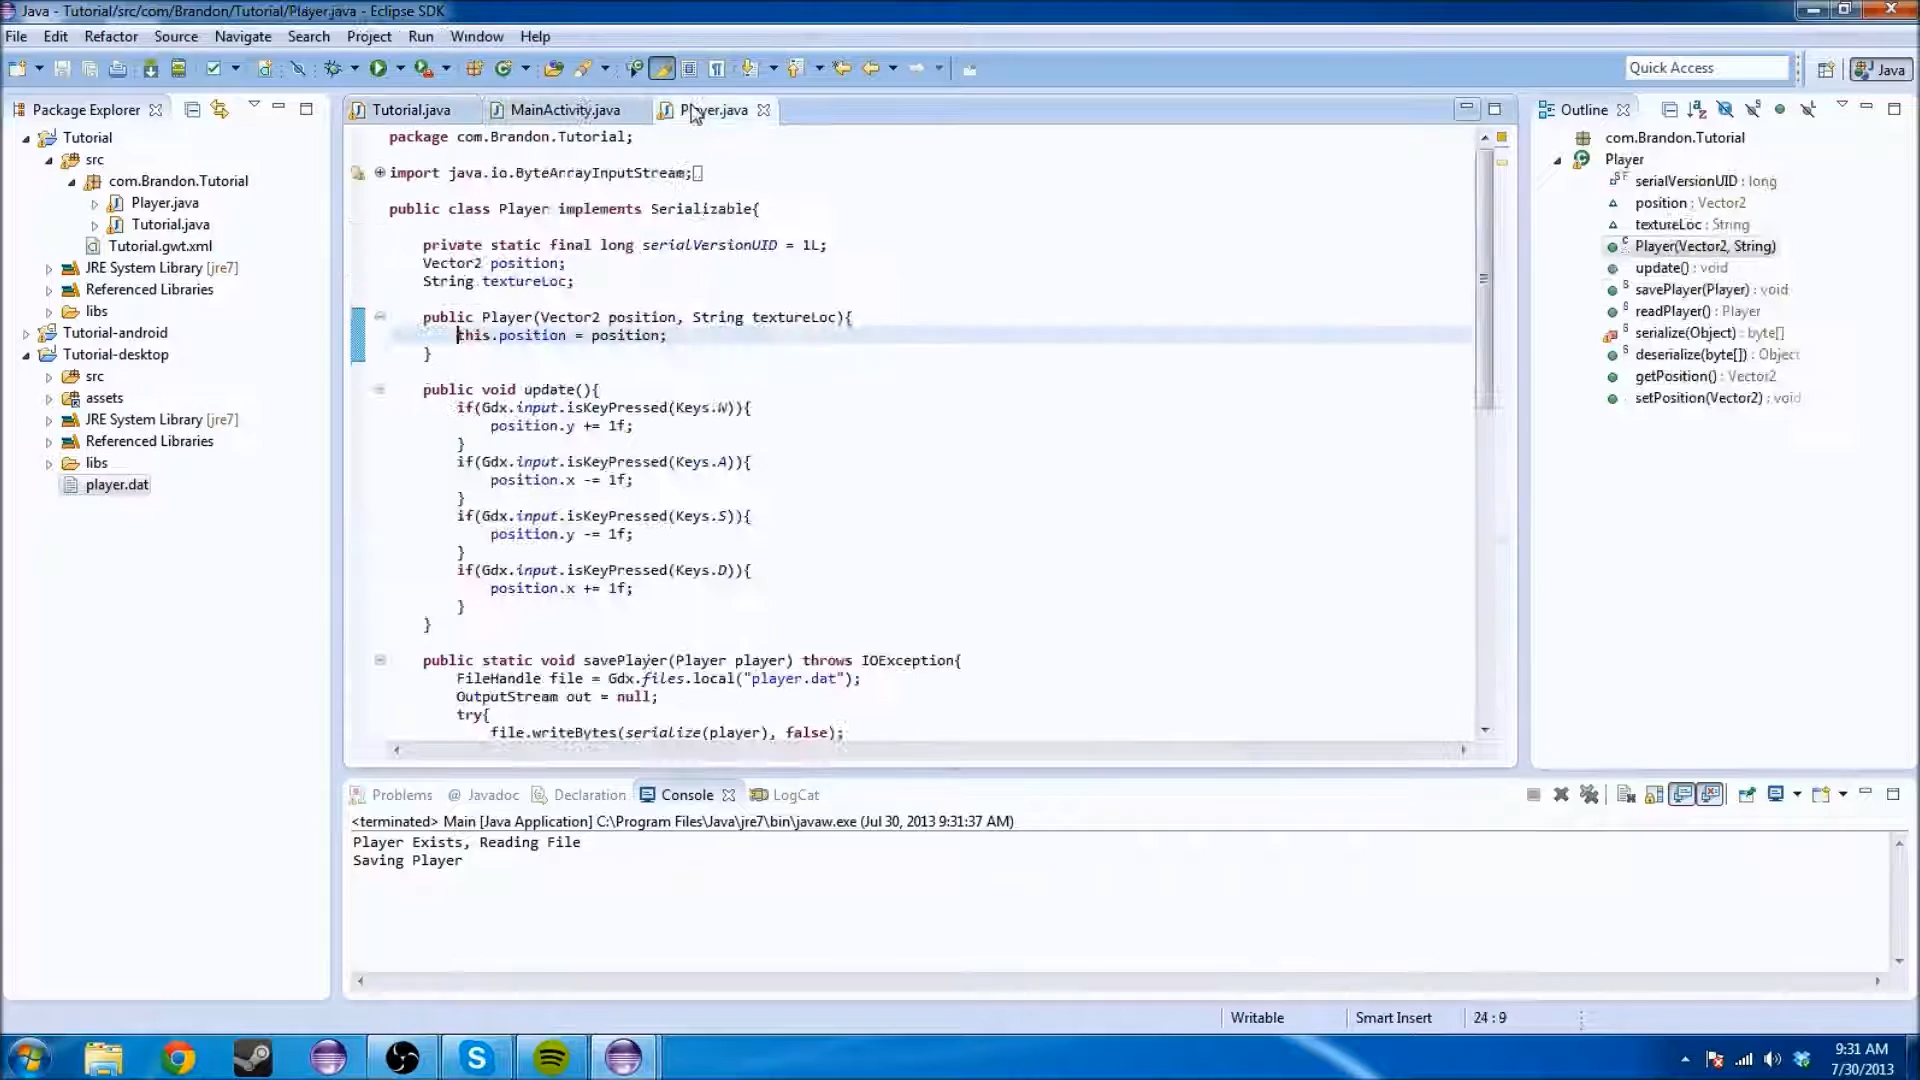 Java - Tutorial/src/com/Brandon/Tutorial/Player.java - Eclipse SDK
File Edit Refactor Source Navigate Search Project Run Window Help
Quick Access
Java
Package Explorer
Tutorial
src
com.Brandon.Tutorial
Player.java
Tutorial.java
Tutorial.gwt.xml
JRE System Library [jre7]
Referenced Libraries
libs
Tutorial-android
Tutorial-desktop
src
assets
JRE System Library [jre7]
Referenced Libraries
libs
player.dat
Tutorial.java MainActivity.java Player.java
package com.Brandon.Tutorial;
import java.io.ByteArrayInputStream;
public class Player implements Serializable{
private static final long serialVersionUID = 1L;
Vector2 position;
String textureLoc;
public Player(Vector2 position, String textureLoc){
this.position = position;
}
public void update(){
if(Gdx.input.isKeyPressed(Keys.W)){
position.y += 1f;
}
if(Gdx.input.isKeyPressed(Keys.A)){
position.x -= 1f;
}
if(Gdx.input.isKeyPressed(Keys.S)){
position.y -= 1f;
}
if(Gdx.input.isKeyPressed(Keys.D)){
position.x += 1f;
}
}
public static void savePlayer(Player player) throws IOException{
FileHandle file = Gdx.files.local("player.dat");
OutputStream out = null;
try{
file.writeBytes(serialize(player), false);
Outline
com.Brandon.Tutorial
Player
serialVersionUID : long
position : Vector2
textureLoc : String
Player(Vector2, String)
update() : void
savePlayer(Player) : void
readPlayer() : Player
serialize(Object) : byte[]
deserialize(byte[]) : Object
getPosition() : Vector2
setPosition(Vector2) : void
Problems @ Javadoc Declaration Console LogCat
<terminated> Main [Java Application] C:\Program Files\Java\jre7\bin\javaw.exe (Jul 30, 2013 9:31:37 AM)
Player Exists, Reading File
Saving Player
Writable Smart Insert 24 : 9
9:31 AM
7/30/2013